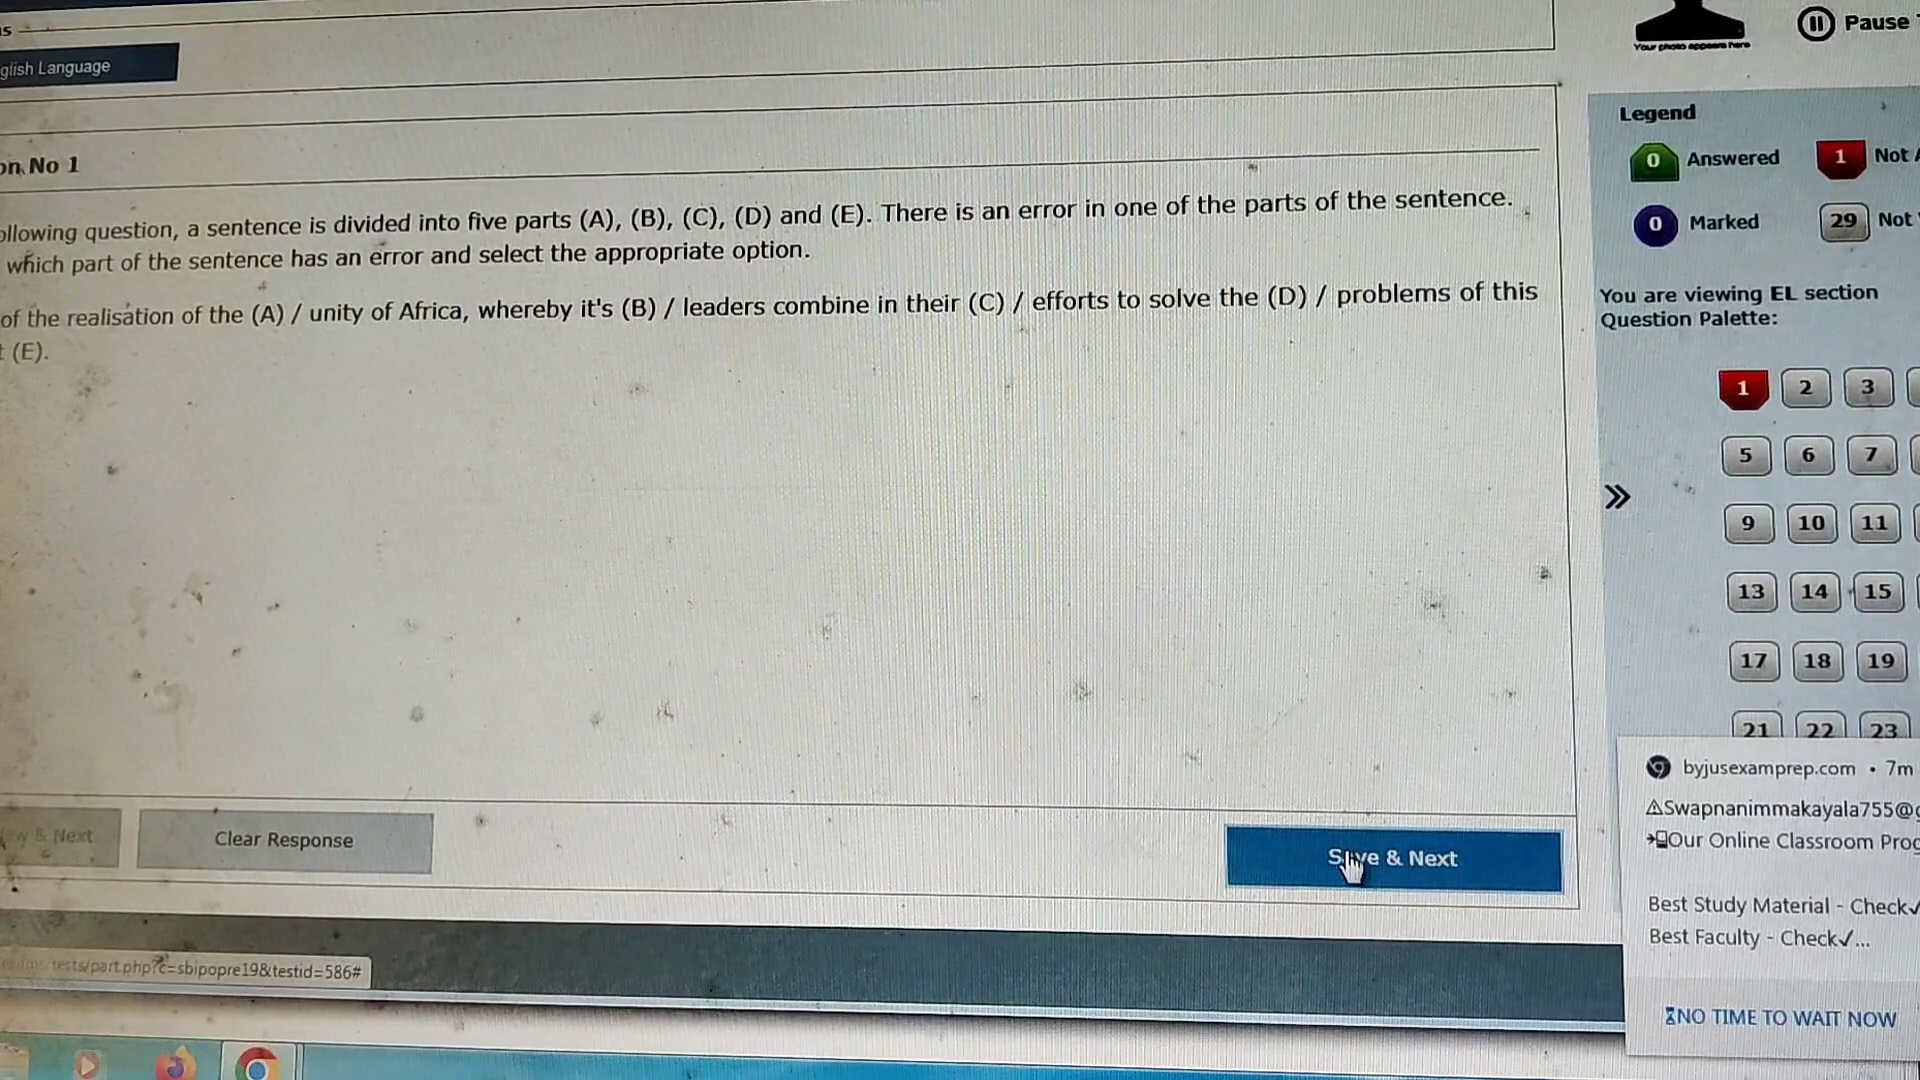 Your photo appears here
Pause
glish Language
Legend
0 Answered
1 Not
on No 1
0 Marked
29 Not
ollowing question, a sentence is divided into five parts (A), (B), (C), (D) and (E). There is an error in one of the parts of the sentence.
which part of the sentence has an error and select the appropriate option.
You are viewing EL section
Question Palette:
of the realisation of the (A) / unity of Africa, whereby it's (B) / leaders combine in their (C) / efforts to solve the (D) / problems of this
(E).
1 2 3
5 6 7
9 10 11
13 14 15
17 18 19
21 22 23
byjusexamprep.com • 7m
⚠Swapnanimmakayala755@g
Our Online Classroom Prog
Best Study Material - Check✓
Best Faculty - Check✓...
NO TIME TO WAIT NOW
& Next
Clear Response
Save & Next
tests/part.php?c=sbipopre19&testid=586#